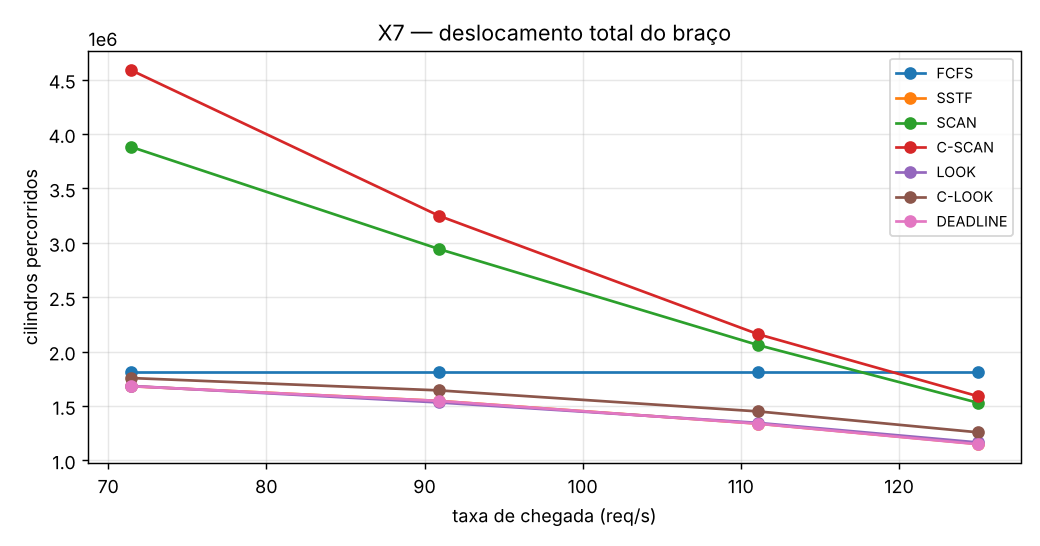 X7 — deslocamento total do braço
1e6
4.5
4.0
3.5
3.0
2.5
2.0
1.5
1.0
cilindros percorridos
FCFS
SSTF
SCAN
C-SCAN
LOOK
C-LOOK
DEADLINE
70 80 90 100 110 120
taxa de chegada (req/s)